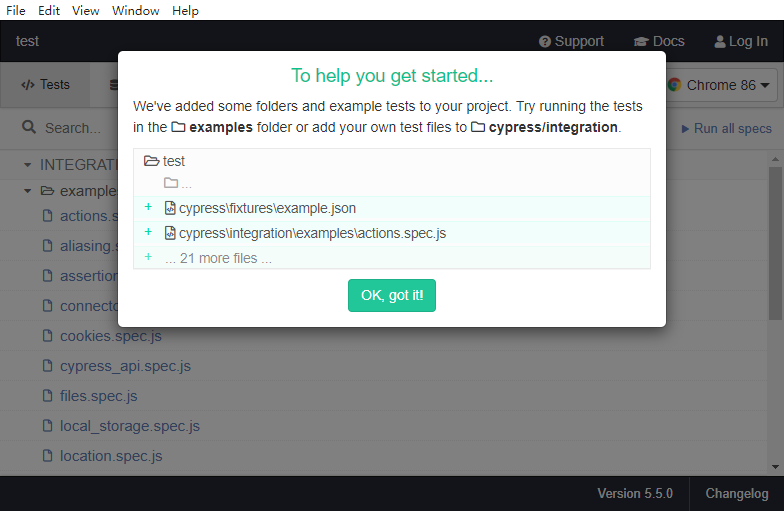 File Edit View Window Help
test Support Docs Log In
Tests Chrome 86
To help you get started...
We've added some folders and example tests to your project. Try running the tests
in the examples folder or add your own test files to cypress/integration.
Search... Run all specs
test
...
+ cypress\fixtures\example.json
+ cypress\integration\examples\actions.spec.js
+ ... 21 more files ...
OK, got it!
INTEGRATI
examples
actions.s
aliasing.s
assertion
connecto
cookies.spec.js
cypress_api.spec.js
files.spec.js
local_storage.spec.js
location.spec.js
Version 5.5.0 Changelog